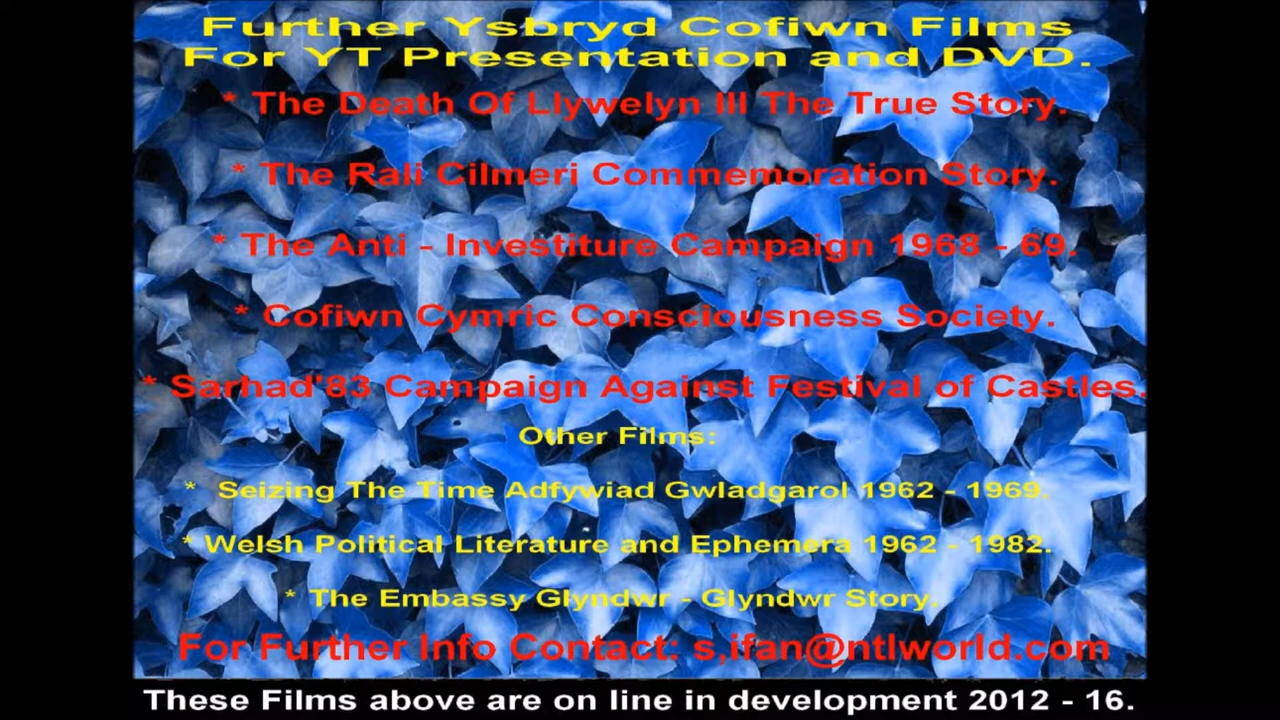 Further Ysbryd Cofiwn Films
For YT Presentation and DVD.
* The Death Of Llywelyn III The True Story.
* The Rali Cilmeri Commemoration Story.
* The Anti - Investiture Campaign 1968 - 69.
* Cofiwn Cymric Consciousness Society.
* Sarhad'83 Campaign Against Festival of Castles.
Other Films:
* Seizing The Time Adfywiad Gwladgarol 1962 - 1969.
* Welsh Political Literature and Ephemera 1962 - 1982.
* The Embassy Glyndwr - Glyndwr Story.
For Further Info Contact: s,ifan@ntlworld.com
These Films above are on line in development 2012 - 16.